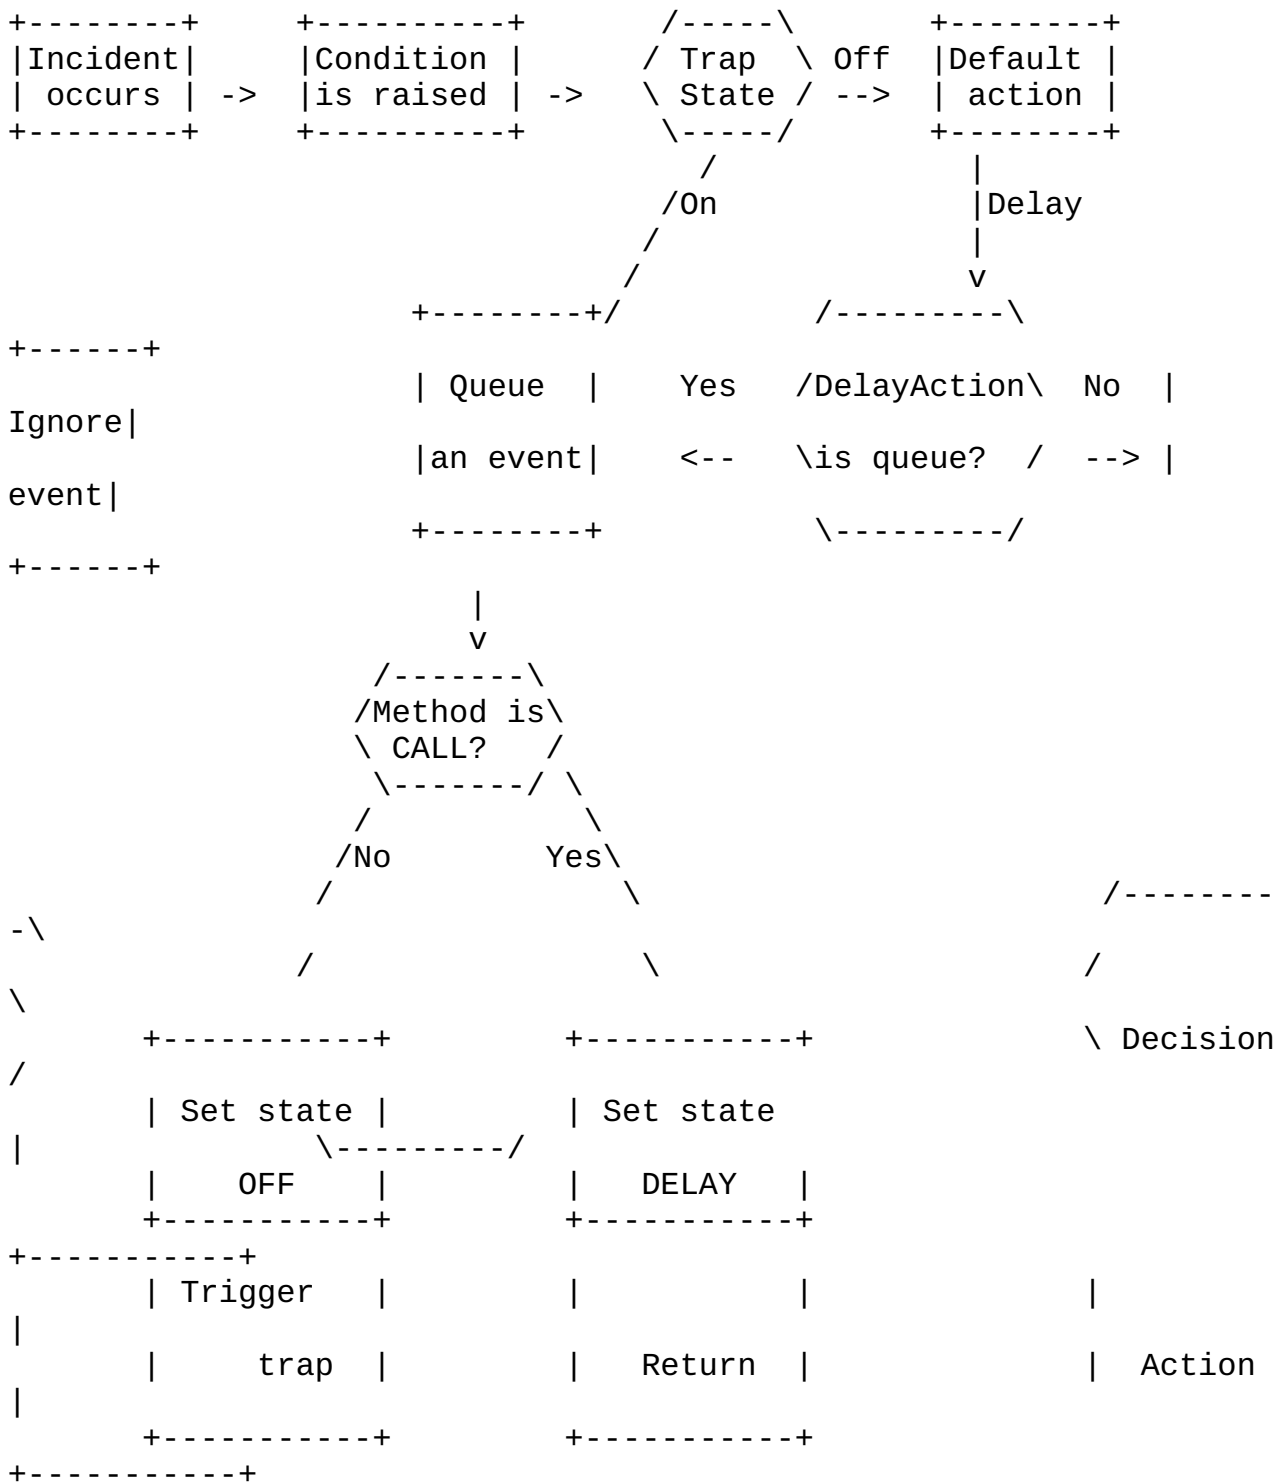 +--------+     +----------+       /-----\       +--------+
|Incident|     |Condition |      / Trap  \ Off  |Default |
| occurs | ->  |is raised | ->   \ State / -->  | action |
+--------+     +----------+       \-----/       +--------+
                                    /             |
                                  /On             |Delay
                                 /                |
                                /                 v
                     +--------+/          /---------\
+------+
                     | Queue  |    Yes   /DelayAction\  No  |
Ignore|
                     |an event|    <--   \is queue?  /  --> |
event|
                     +--------+           \---------/
+------+
                        |
                        v
                   /-------\
                  /Method is\
                  \ CALL?   /
                   \-------/ \
                  /           \
                 /No        Yes\
                /               \                        /--------
-\
               /                 \                      /
\
       +-----------+         +-----------+              \ Decision
/
       | Set state |         | Set state
|               \---------/
       |    OFF    |         |   DELAY   |
       +-----------+         +-----------+
+-----------+
       | Trigger   |         |           |              |
|
       |     trap  |         |   Return  |              |  Action
|
       +-----------+         +-----------+
+-----------+